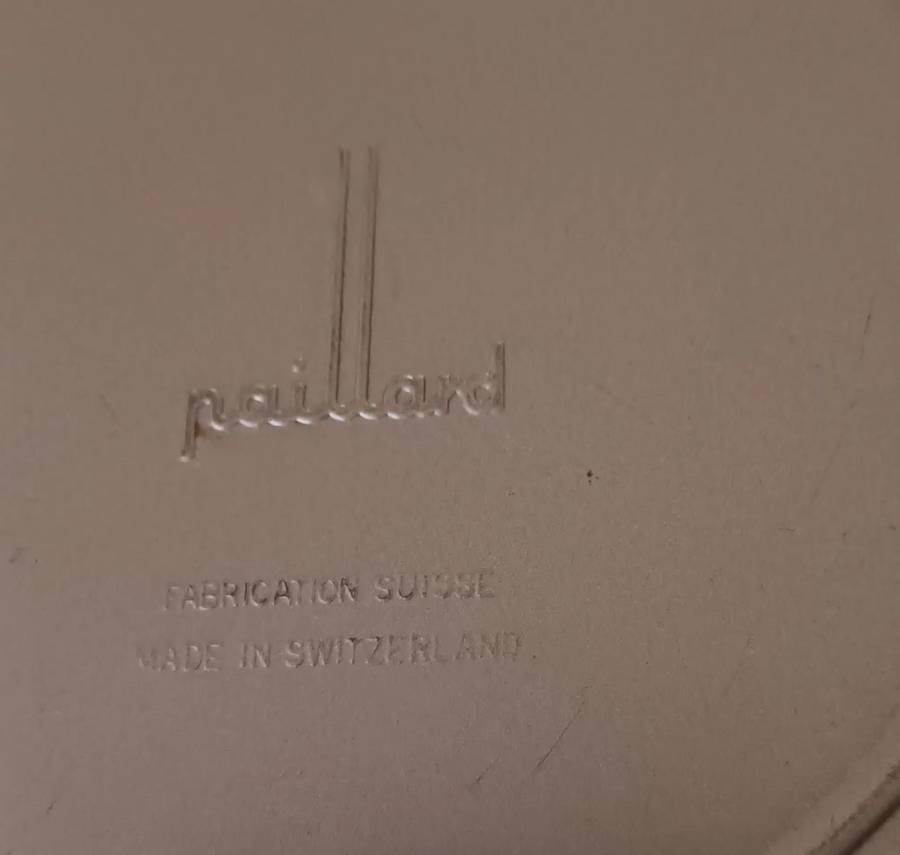 paillard
FABRICATION SUISSE
MADE IN SWITZERLAND